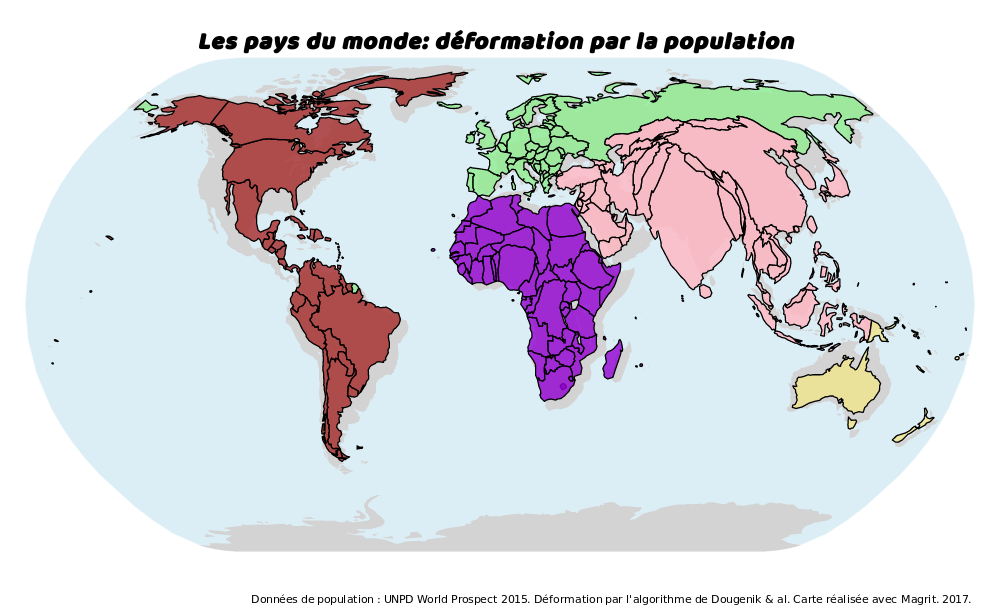 Les pays du monde: déformation par la population
Données de population : UNPD World Prospect 2015. Déformation par l'algorithme de Dougenik & al. Carte réalisée avec Magrit. 2017.